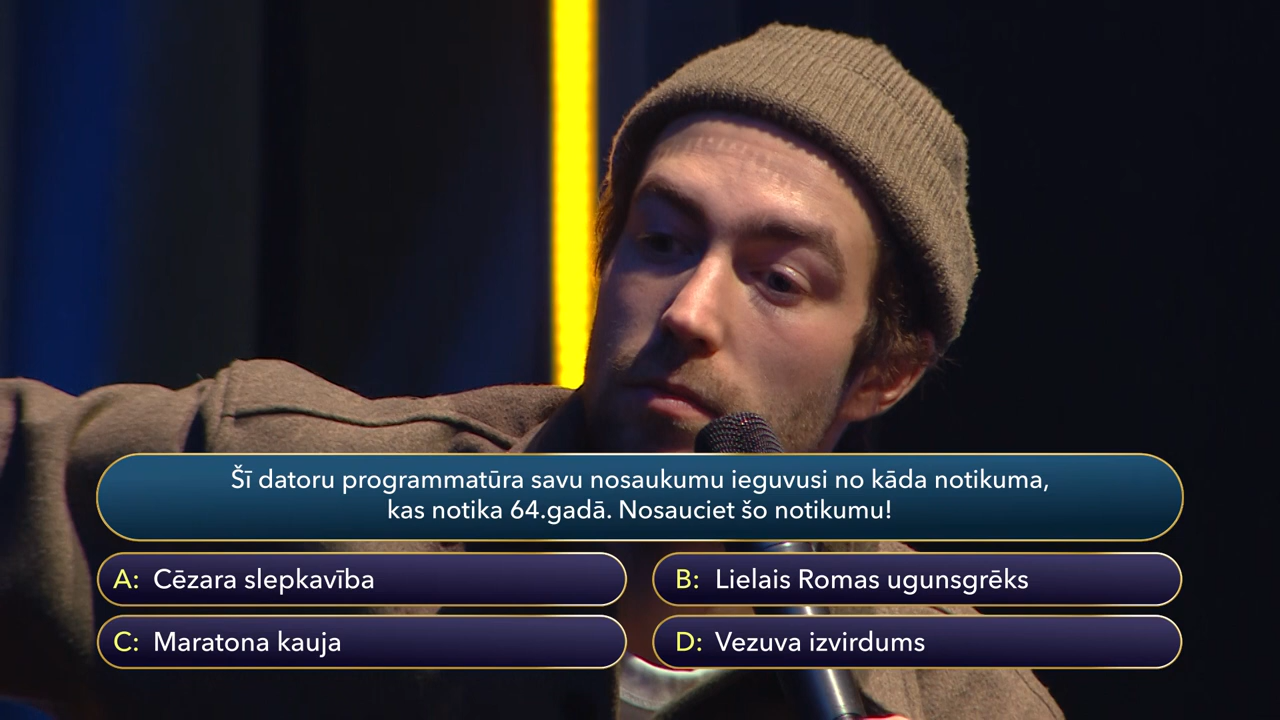 Šī datoru programmatūra savu nosaukumu ieguvusi no kāda notikuma,
kas notika 64.gadā. Nosauciet šo notikumu!
A: Cēzara slepkavība
B: Lielais Romas ugunsgrēks
C: Maratona kauja
D: Vezuva izvirdums